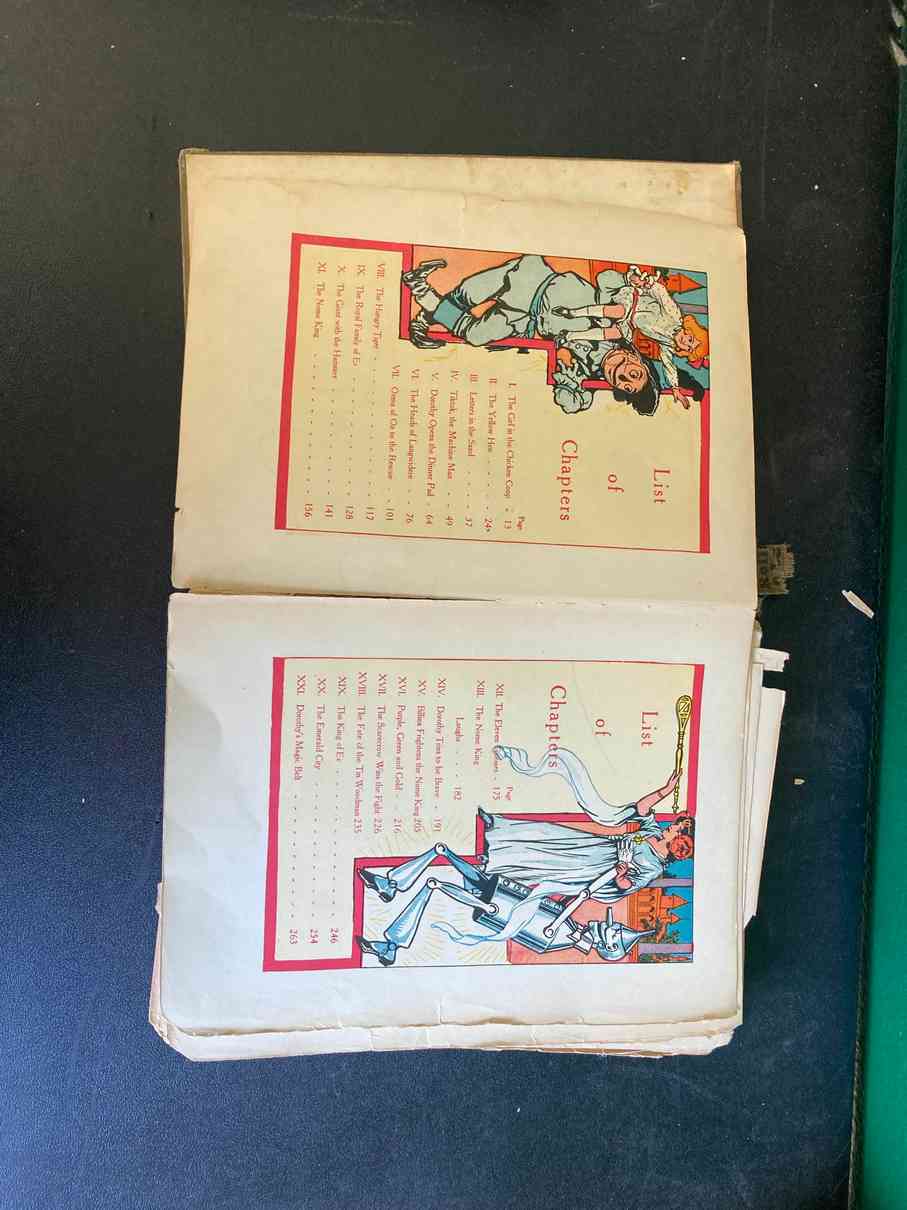 List
of
Chapters
Page
I. The Girl in the Chicken Coop - 13
II. The Yellow Hen - - - - 24
III. Letters in the Sand - - - - 37
IV. Tiktok, the Machine Man - - 49
V. Dorothy Opens the Dinner Pail - 64
VI. The Heads of Langwidere - - 76
VII. Ozma of Oz to the Rescue - - 101
VIII. The Hungry Tiger - - - - - - - - 117
IX. The Royal Family of Ev - - - - - - - 128
X. The Giant with the Hammer - - - - - - - 141
XI. The Nome King - - - - - - - - - - 156
List
of
Chapters
Page
XII. The Eleven Guesses - 175
XIII. The Nome King
Laughs - - - 182
XIV. Dorothy Tries to be Brave - 191
XV. Billina Frightens the Nome King 205
XVI. Purple, Green and Gold - - 216
XVII. The Scarecrow Wins the Fight 226
XVIII. The Fate of the Tin Woodman 235
XIX. The King of Ev - - - - - - - - - 246
XX. The Emerald City - - - - - - - - - 254
XXI. Dorothy's Magic Belt - - - - - - - - 263